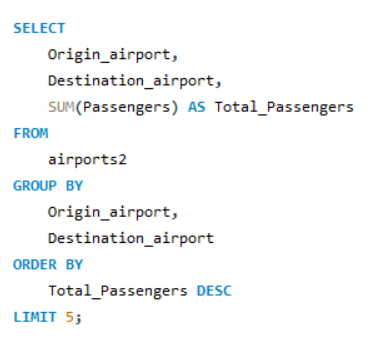 SELECT
    Origin_airport,
    Destination_airport,
    SUM(Passengers) AS Total_Passengers
FROM
    airports2
GROUP BY
    Origin_airport,
    Destination_airport
ORDER BY
    Total_Passengers DESC
LIMIT 5;